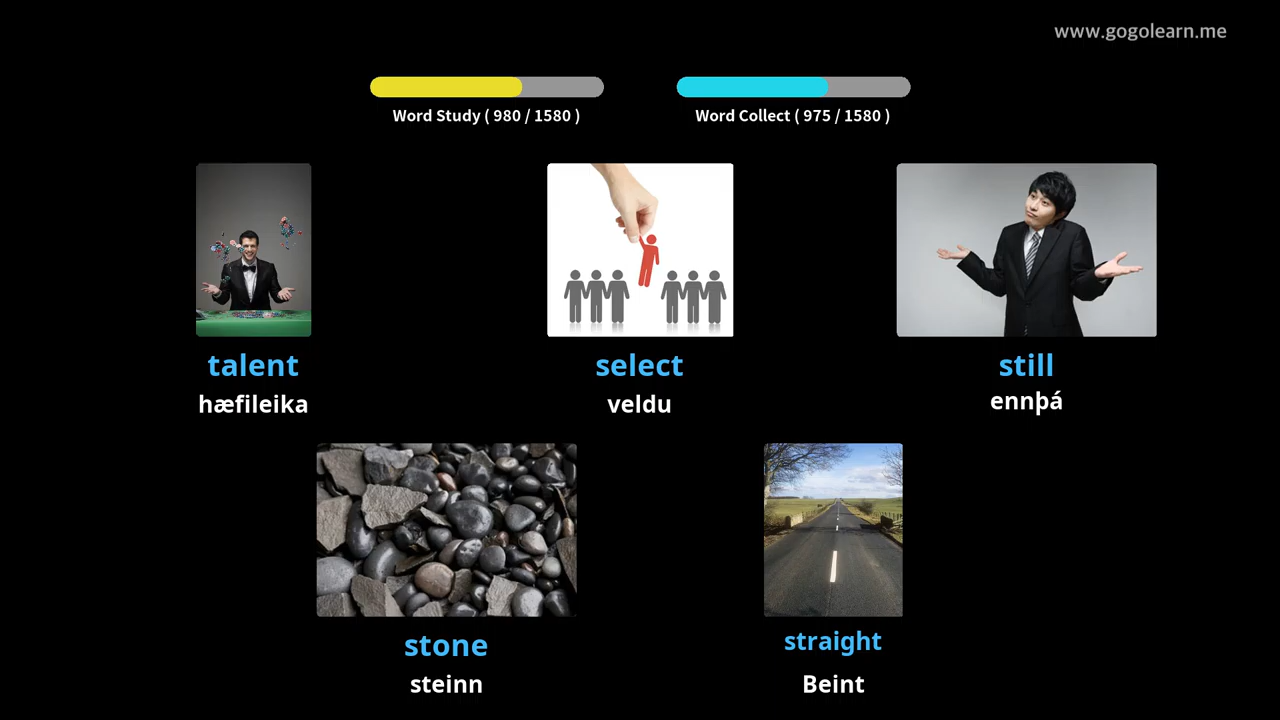 www.gogolearn.me
Word Study ( 980 / 1580 )
Word Collect ( 975 / 1580 )
talent
hæfileika
select
veldu
still
ennþá
stone
steinn
straight
Beint